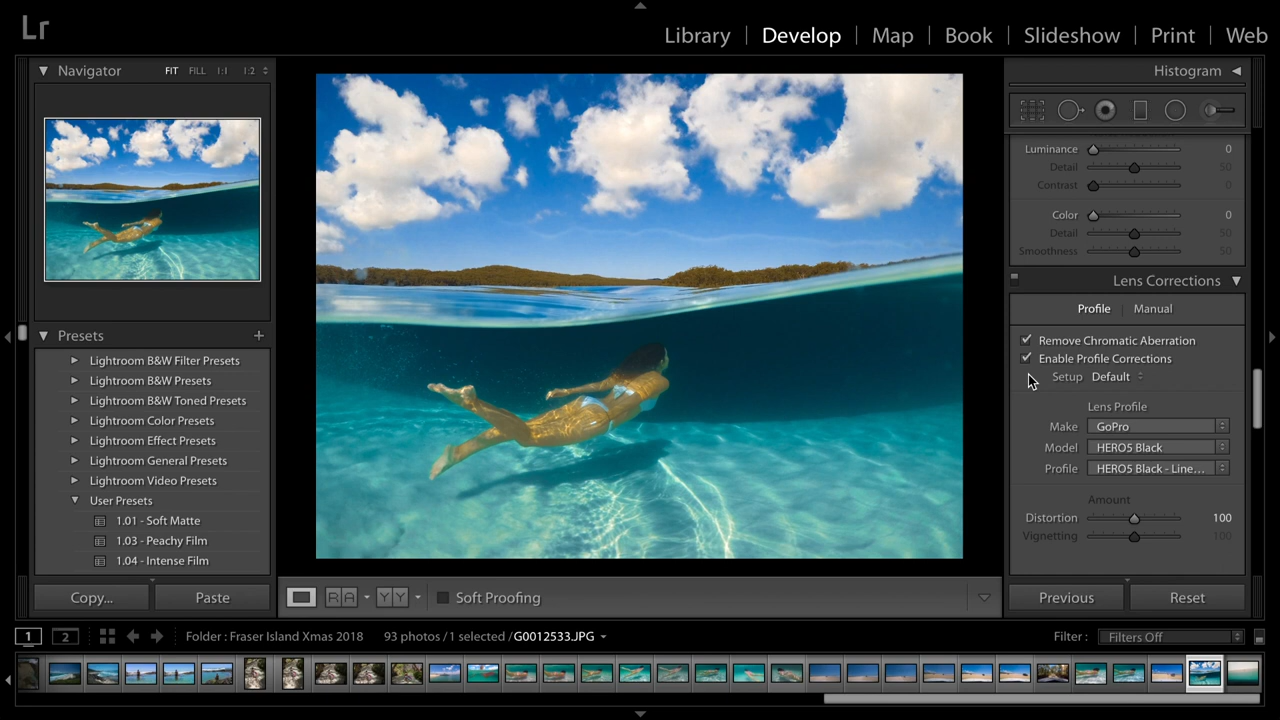 Lr
Library | Develop | Map | Book | Slideshow | Print | Web
Navigator FIT FILL 1:1 1:2
Histogram
Luminance 0
Detail 50
Contrast 0
Color 0
Detail 50
Smoothness 50
Lens Corrections
Profile | Manual
Remove Chromatic Aberration
Enable Profile Corrections
Setup Default
Lens Profile
Make GoPro
Model HERO5 Black
Profile HERO5 Black - Line...
Amount
Distortion 100
Vignetting 100
Presets +
Lightroom B&W Filter Presets
Lightroom B&W Presets
Lightroom B&W Toned Presets
Lightroom Color Presets
Lightroom Effect Presets
Lightroom General Presets
Lightroom Video Presets
User Presets
1.01 - Soft Matte
1.03 - Peachy Film
1.04 - Intense Film
Copy... Paste
R A Y Y Soft Proofing
Previous Reset
1 2 Folder : Fraser Island Xmas 2018 93 photos / 1 selected / G0012533.JPG Filter : Filters Off